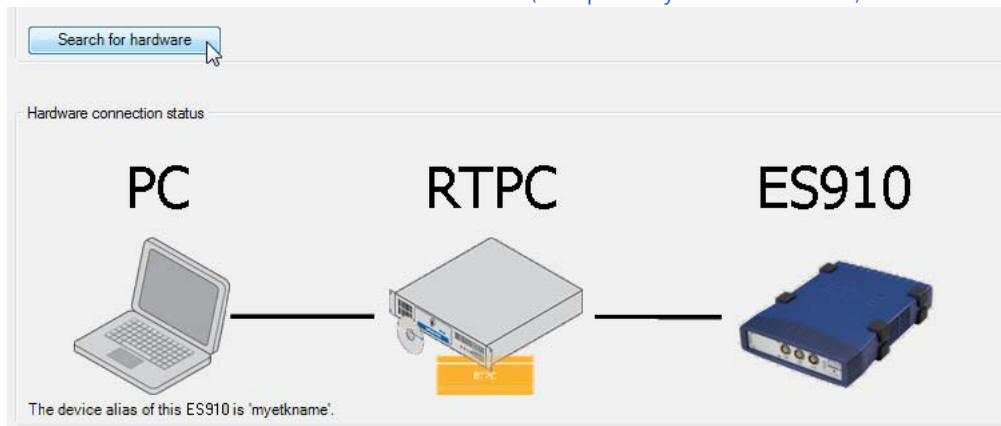 Search for hardware
Hardware connection status
PC RTPC ES910
RTPC
The device alias of this ES910 is 'myetkname'.